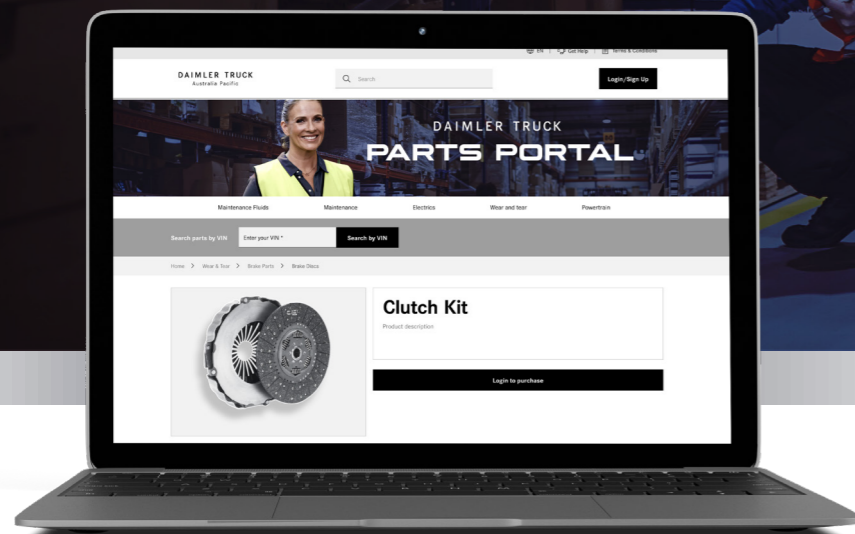 EN | Get Help | Terms & Conditions
DAIMLER TRUCK
Australia Pacific
Search
Login/Sign Up
DAIMLER TRUCK
PARTS PORTAL
Maintenance Fluids Maintenance Electrics Wear and tear Powertrain
Search parts by VIN Enter your VIN * Search by VIN
Home > Wear & Tear > Brake Parts > Brake Discs
Clutch Kit
Product description
Login to purchase